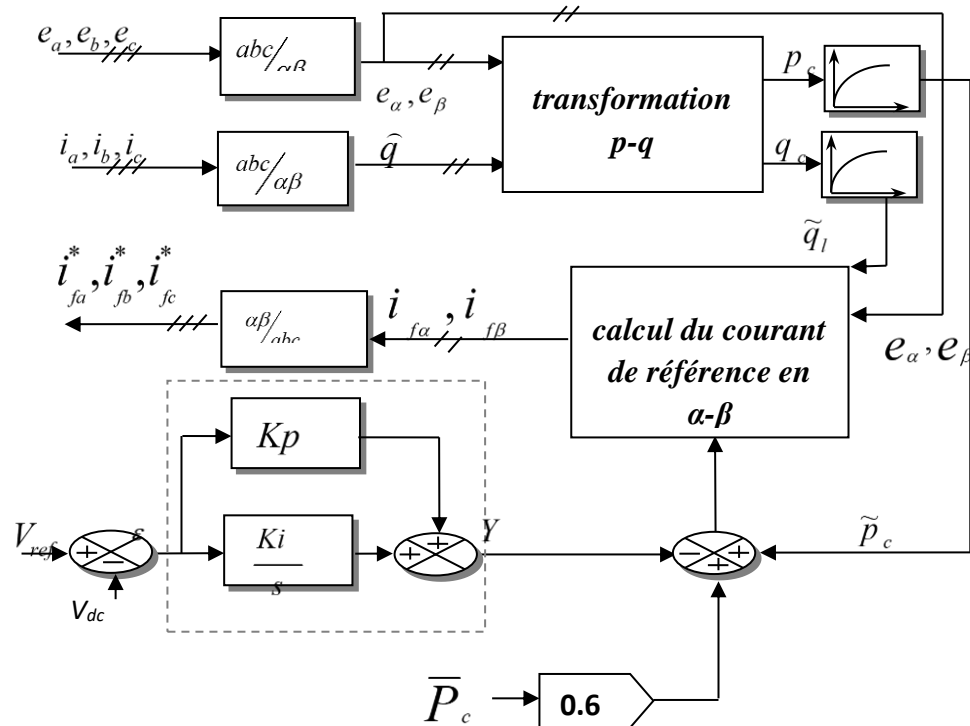 e_a, e_b, e_c
abc/αβ
e_α, e_β
transformation
p-q
p_c
i_a, i_b, i_c
abc/αβ
q̂
q_c
q̃_l
i*_fa, i*_fb, i*_fc
αβ/abc
i_fα, i_fβ
calcul du courant
de référence en
α-β
e_α, e_β
Kp
V_ref
+
−
ε
V_dc
Ki
s
+
+
Y
−
+
+
p̃_c
P̄_c
0.6